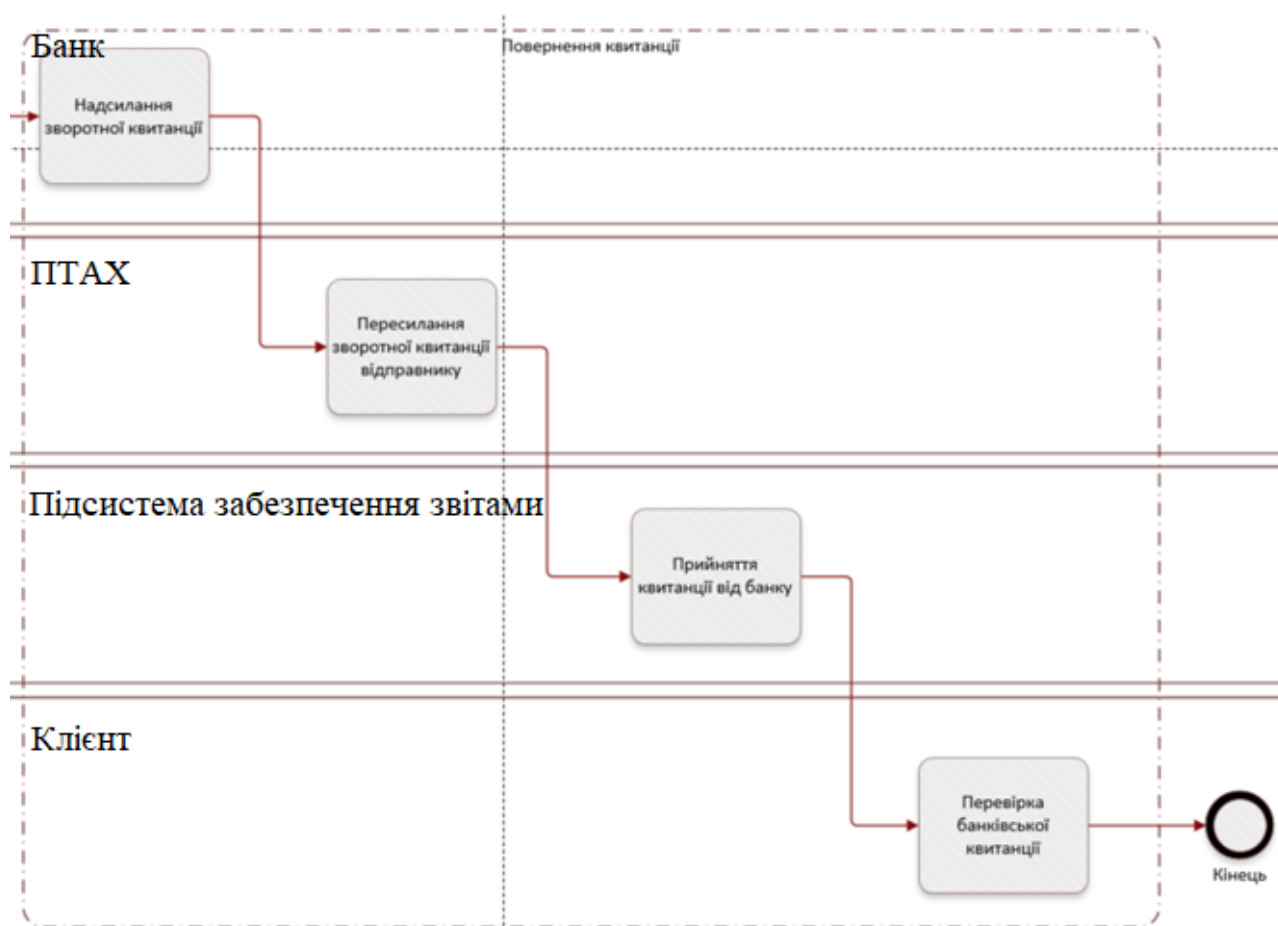 Банк
Повернення квитанції
Надсилання
зворотної квитанції
ПТАХ
Пересилання
зворотної квитанції
відправнику
Підсистема забезпечення звітами
Прийняття
квитанції від банку
Клієнт
Перевірка
банківської
квитанції
Кінець